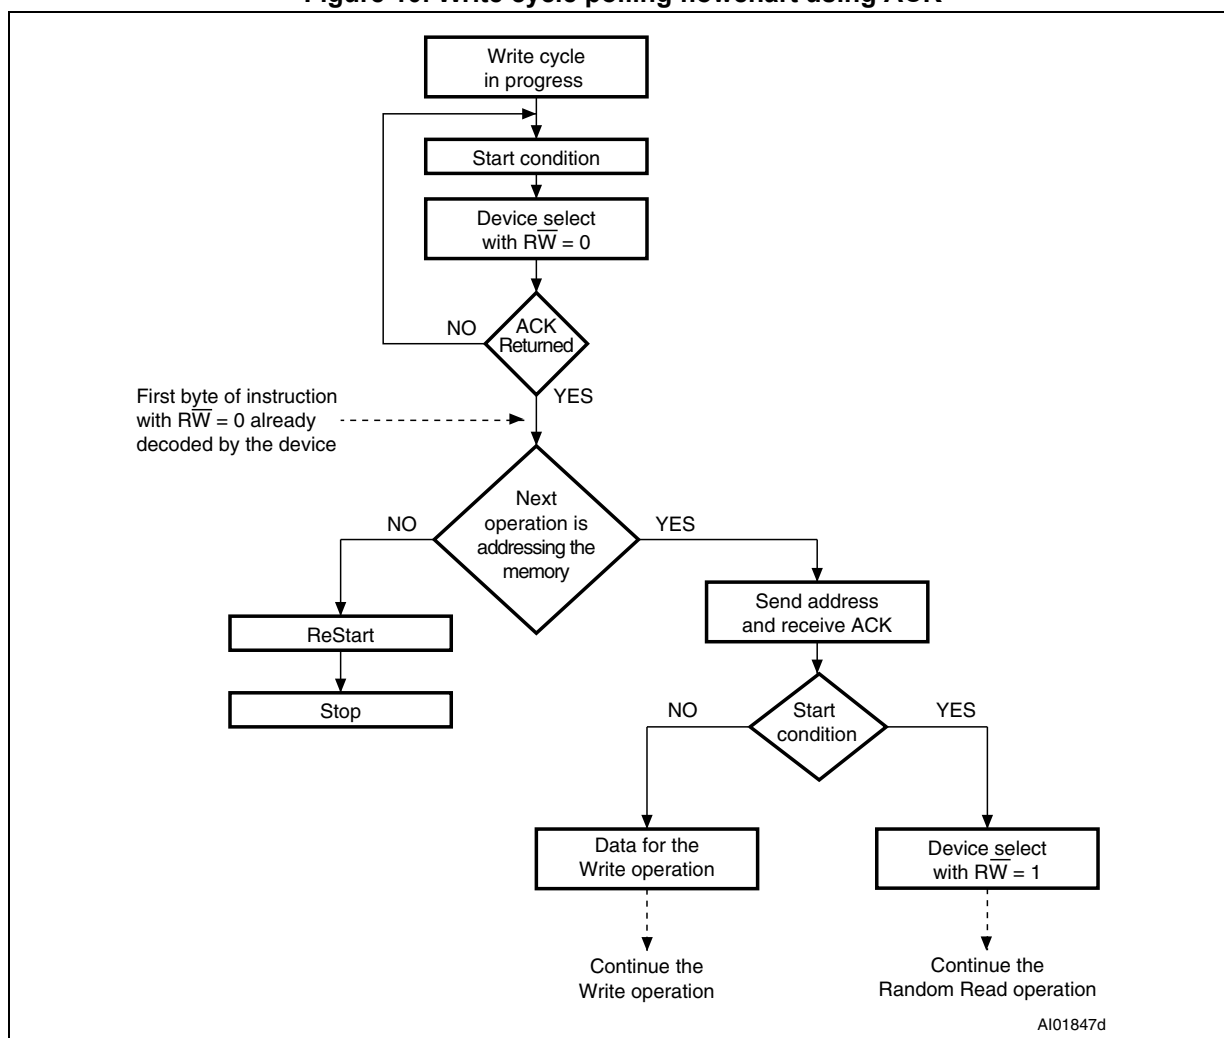 Write cycle
in progress
Start condition
Device select
with RW̅ = 0
ACK
Returned
NO
YES
First byte of instruction
with RW̅ = 0 already
decoded by the device
Next
operation is
addressing the
memory
NO
YES
Send address
and receive ACK
ReStart
Stop
Start
condition
NO
YES
Data for the
Write operation
Device select
with RW̅ = 1
Continue the
Write operation
Continue the
Random Read operation
AI01847d